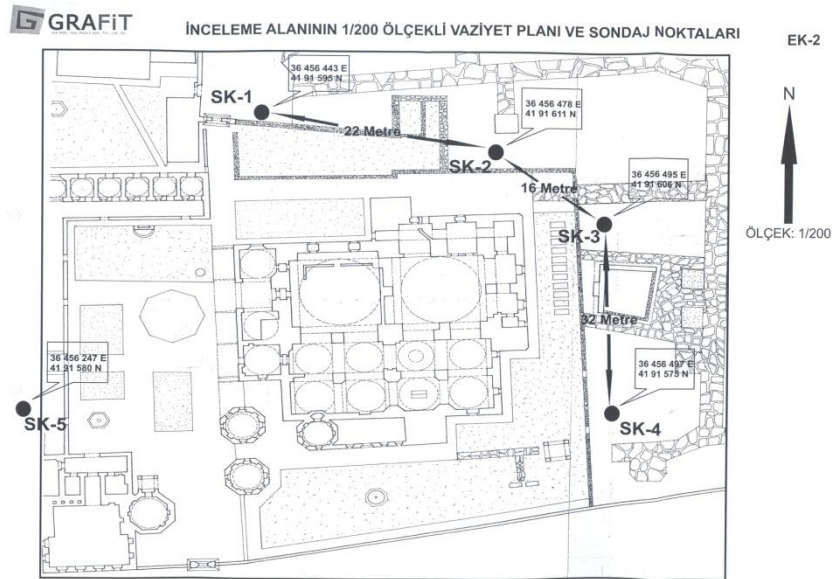 GRAFiT
İNCELEME ALANININ 1/200 ÖLÇEKLİ VAZİYET PLANI VE SONDAJ NOKTALARI
EK-2
N
ÖLÇEK: 1/200
36 456 443 E
41 91 595 N
SK-1
22 Metre
36 456 478 E
41 91 611 N
SK-2
16 Metre
36 456 495 E
41 91 606 N
SK-3
32 Metre
36 456 497 E
41 91 575 N
SK-4
36 456 247 E
41 91 580 N
SK-5